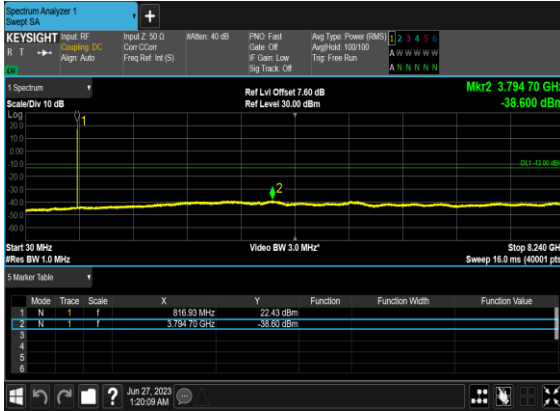 Spectrum Analyzer 1
Swept SA
+
KEYSIGHT
R T
Input: RF
Coupling: DC
Align: Auto
Input Z: 50 Ω
Corr CCorr
Freq Ref: Int (S)
#Atten: 40 dB
PNO: Fast
Gate: Off
IF Gain: Low
Sig Track: Off
Avg Type: Power (RMS)
Avg|Hold: 100/100
Trig: Free Run
1 2 3 4 5 6
A W W W W W
A N N N N N
1 Spectrum
Scale/Div 10 dB
Log
Ref Lvl Offset 7.60 dB
Ref Level 30.00 dBm
Mkr2 3.794 70 GHz
-38.600 dBm
20.0
10.0
0.00
-10.0
-20.0
-30.0
-40.0
-50.0
-60.0
1
2
DL1 -13.00 dBm
Start 30 MHz
#Res BW 1.0 MHz
Video BW 3.0 MHz*
Stop 8.240 GHz
Sweep 16.0 ms (40001 pts)
5 Marker Table
Mode Trace Scale X Y Function Function Width Function Value
1 N 1 f 816.93 MHz 22.43 dBm
2 N 1 f 3.794 70 GHz -38.60 dBm
3
4
5
6
?
Jun 27, 2023
1:20:09 AM